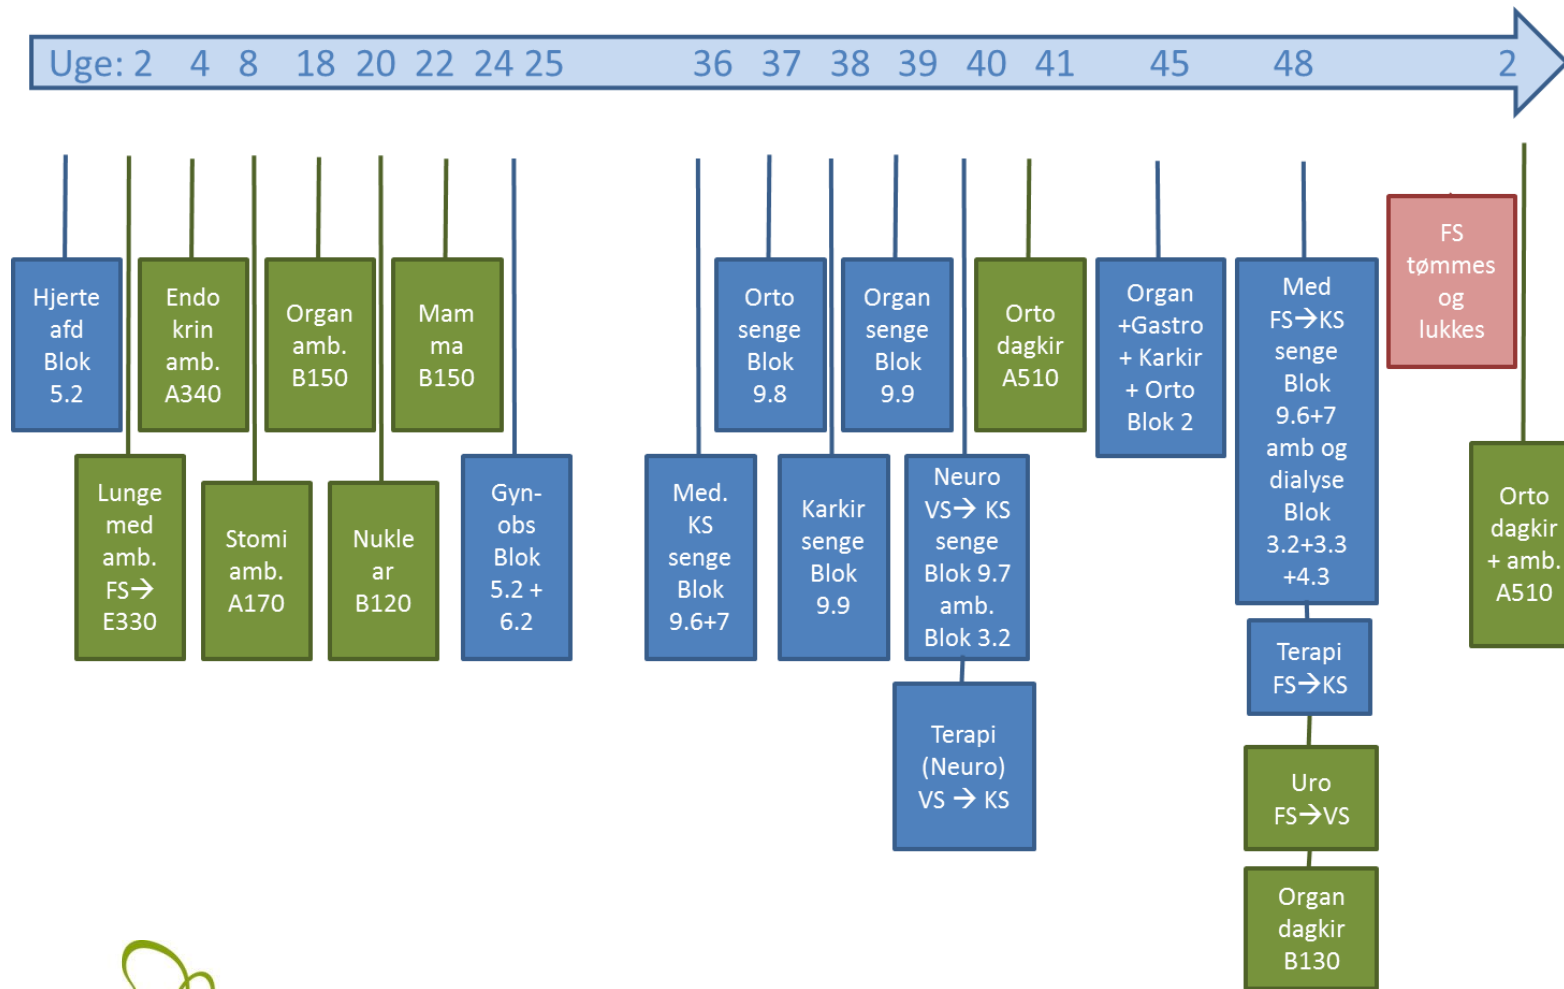 Uge: 2 4 8 18 20 22 24 25 36 37 38 39 40 41 45 48 2
Hjerte
afd
Blok
5.2
Lunge
med
amb.
FS→
E330
Endo
krin
amb.
A340
Stomi
amb.
A170
Organ
amb.
B150
Nukle
ar
B120
Mam
ma
B150
Gyn-
obs
Blok
5.2 +
6.2
Med.
KS
senge
Blok
9.6+7
Orto
senge
Blok
9.8
Karkir
senge
Blok
9.9
Organ
senge
Blok
9.9
Neuro
VS→ KS
senge
Blok 9.7
amb.
Blok 3.2
Terapi
(Neuro)
VS → KS
Orto
dagkir
A510
Organ
+Gastro
+ Karkir
+ Orto
Blok 2
Med
FS→KS
senge
Blok
9.6+7
amb og
dialyse
Blok
3.2+3.3
+4.3
Terapi
FS→KS
Uro
FS→VS
Organ
dagkir
B130
FS
tømmes
og
lukkes
Orto
dagkir
+ amb.
A510